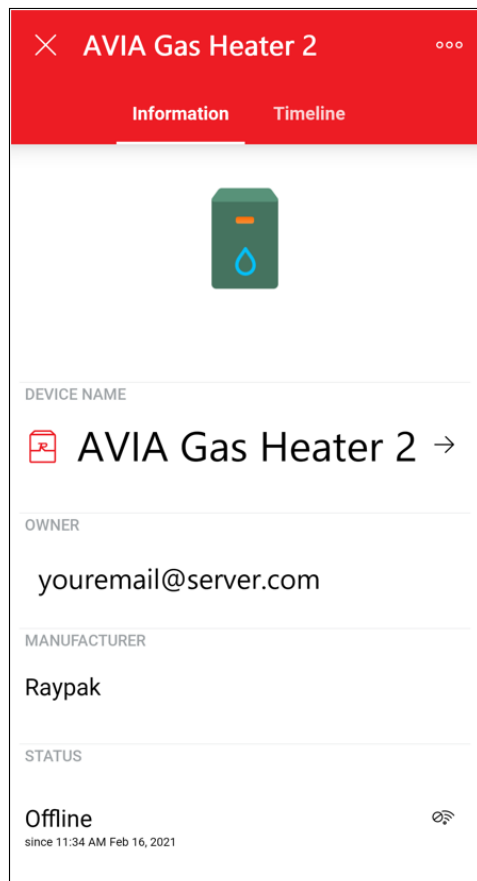 AVIA Gas Heater 2
Information Timeline
DEVICE NAME
AVIA Gas Heater 2
OWNER
youremail@server.com
MANUFACTURER
Raypak
STATUS
Offline
since 11:34 AM Feb 16, 2021